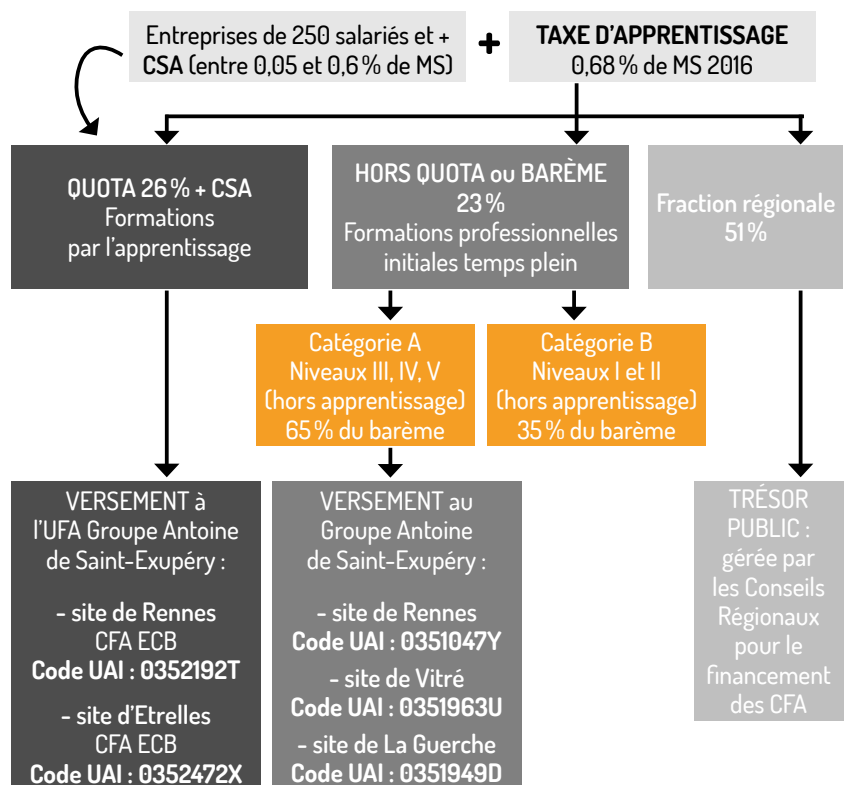 Entreprises de 250 salariés et +
CSA (entre 0,05 et 0,6 % de MS)
+
TAXE D'APPRENTISSAGE
0,68 % de MS 2016
QUOTA 26 % + CSA
Formations
par l'apprentissage
HORS QUOTA ou BARÈME
23 %
Formations professionnelles
initiales temps plein
Fraction régionale
51 %
Catégorie A
Niveaux III, IV, V
(hors apprentissage)
65 % du barème
Catégorie B
Niveaux I et II
(hors apprentissage)
35 % du barème
VERSEMENT à
l'UFA Groupe Antoine
de Saint-Exupéry :
- site de Rennes
CFA ECB
Code UAI : 0352192T
- site d'Etrelles
CFA ECB
Code UAI : 0352472X
VERSEMENT au
Groupe Antoine
de Saint-Exupéry :
- site de Rennes
Code UAI : 0351047Y
- site de Vitré
Code UAI : 0351963U
- site de La Guerche
Code UAI : 0351949D
TRÉSOR
PUBLIC :
gérée par
les Conseils
Régionaux
pour le
financement
des CFA